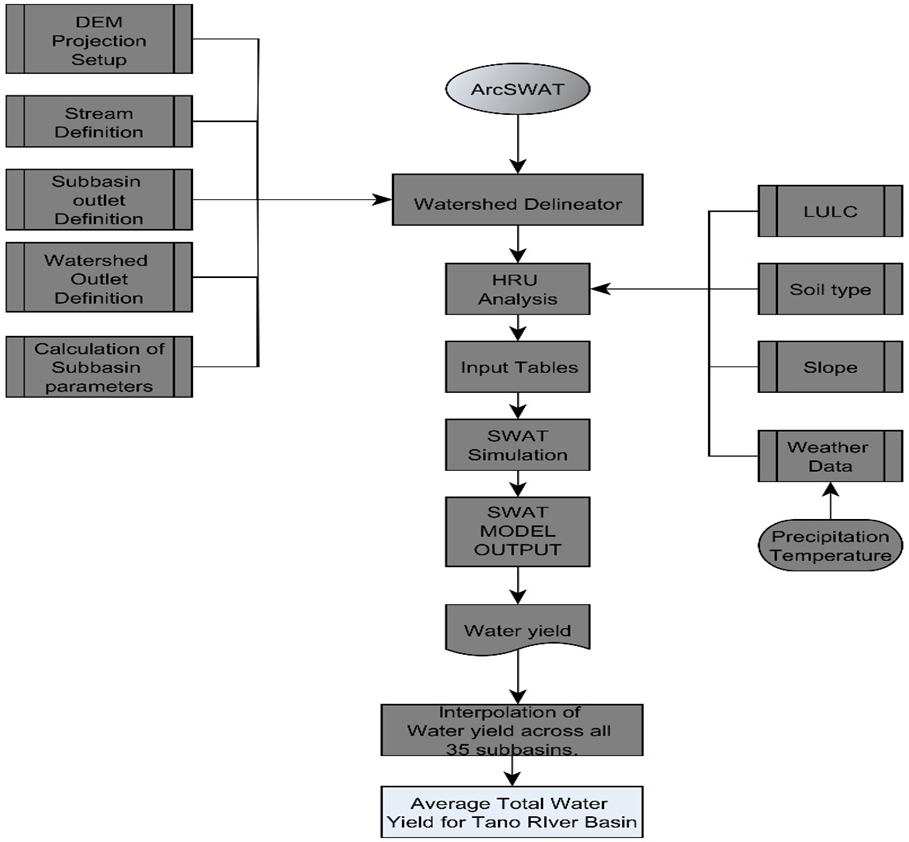 DEM
Projection
Setup
Stream
Definition
Subbasin
outlet
Definition
Watershed
Outlet
Definition
Calculation of
Subbasin
parameters
ArcSWAT
Watershed Delineator
HRU
Analysis
Input Tables
SWAT
Simulation
SWAT
MODEL
OUTPUT
Water yield
Interpolation of
Water yield across all
35 subbasins.
Average Total Water
Yield for Tano RIver Basin
LULC
Soil type
Slope
Weather
Data
Precipitation
Temperature